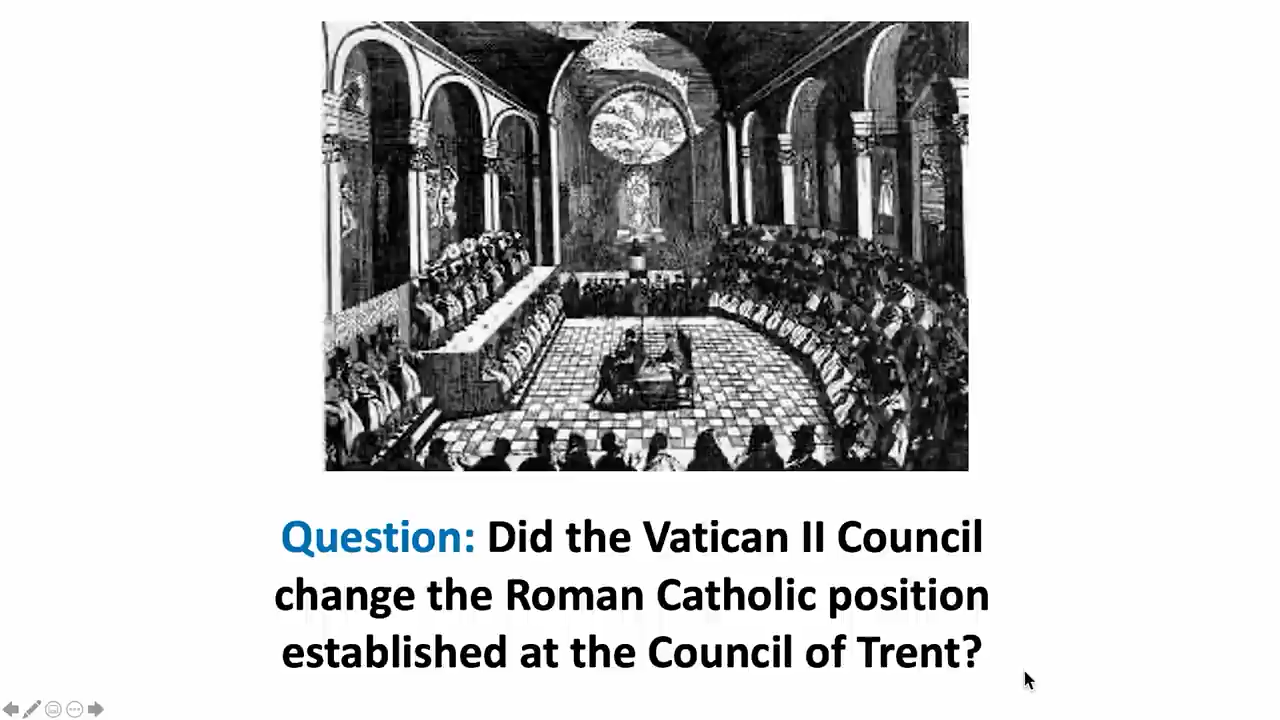 Question: Did the Vatican II Council
change the Roman Catholic position
established at the Council of Trent?